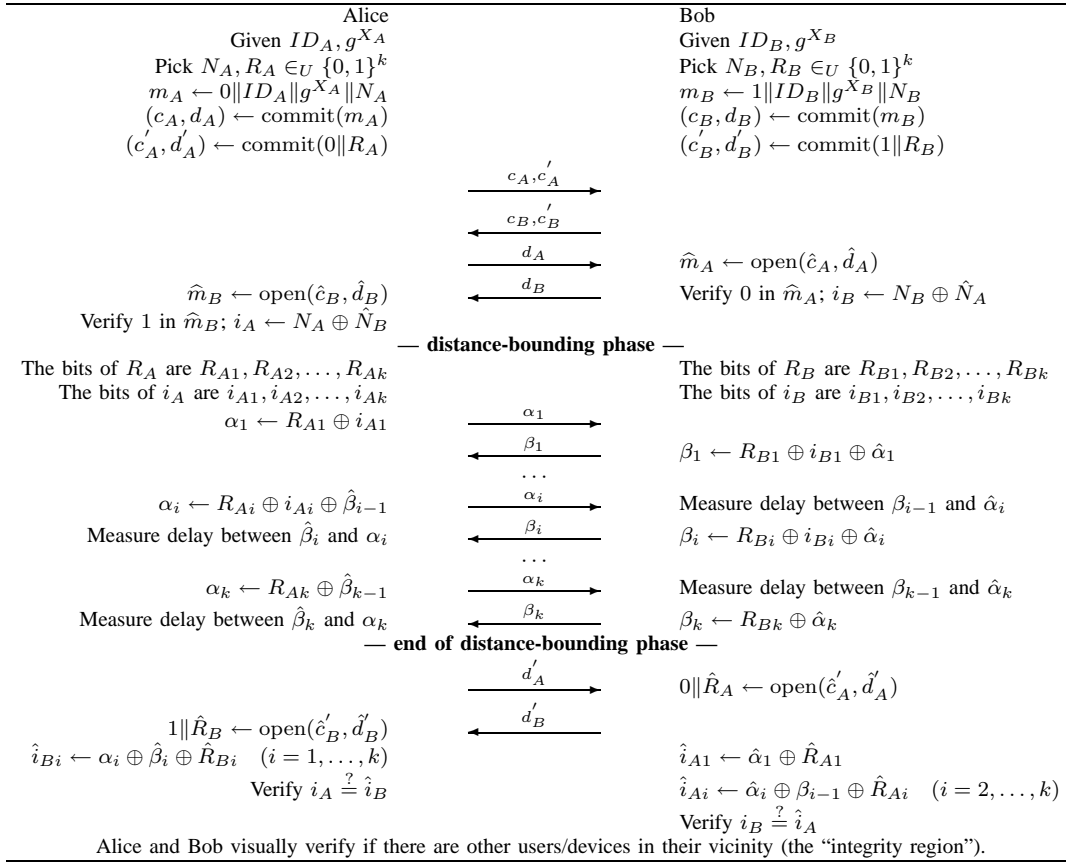 Alice Bob
Given ID_A, g^{X_A} Given ID_B, g^{X_B}
Pick N_A, R_A ∈_U {0, 1}^k Pick N_B, R_B ∈_U {0, 1}^k
m_A ← 0‖ID_A‖g^{X_A}‖N_A m_B ← 1‖ID_B‖g^{X_B}‖N_B
(c_A, d_A) ← commit(m_A) (c_B, d_B) ← commit(m_B)
(c'_A, d'_A) ← commit(0‖R_A) (c'_B, d'_B) ← commit(1‖R_B)
c_A, c'_A
c_B, c'_B
d_A m̂_A ← open(ĉ_A, d̂_A)
m̂_B ← open(ĉ_B, d̂_B) d_B Verify 0 in m̂_A; i_B ← N_B ⊕ N̂_A
Verify 1 in m̂_B; i_A ← N_A ⊕ N̂_B
— distance-bounding phase —
The bits of R_A are R_{A1}, R_{A2}, . . . , R_{Ak} The bits of R_B are R_{B1}, R_{B2}, . . . , R_{Bk}
The bits of i_A are i_{A1}, i_{A2}, . . . , i_{Ak} The bits of i_B are i_{B1}, i_{B2}, . . . , i_{Bk}
α_1 ← R_{A1} ⊕ i_{A1} α_1
β_1 β_1 ← R_{B1} ⊕ i_{B1} ⊕ α̂_1
. . .
α_i ← R_{Ai} ⊕ i_{Ai} ⊕ β̂_{i−1} α_i Measure delay between β_{i−1} and α̂_i
Measure delay between β̂_i and α_i β_i β_i ← R_{Bi} ⊕ i_{Bi} ⊕ α̂_i
. . .
α_k ← R_{Ak} ⊕ β̂_{k−1} α_k Measure delay between β_{k−1} and α̂_k
Measure delay between β̂_k and α_k β_k β_k ← R_{Bk} ⊕ α̂_k
— end of distance-bounding phase —
d'_A 0‖R̂_A ← open(ĉ'_A, d̂'_A)
1‖R̂_B ← open(ĉ'_B, d̂'_B) d'_B
î_{Bi} ← α_i ⊕ β̂_i ⊕ R̂_{Bi} (i = 1, . . . , k) î_{A1} ← α̂_1 ⊕ R̂_{A1}
Verify i_A ≟ î_B î_{Ai} ← α̂_i ⊕ β_{i−1} ⊕ R̂_{Ai} (i = 2, . . . , k)
Verify i_B ≟ î_A
Alice and Bob visually verify if there are other users/devices in their vicinity (the “integrity region”).